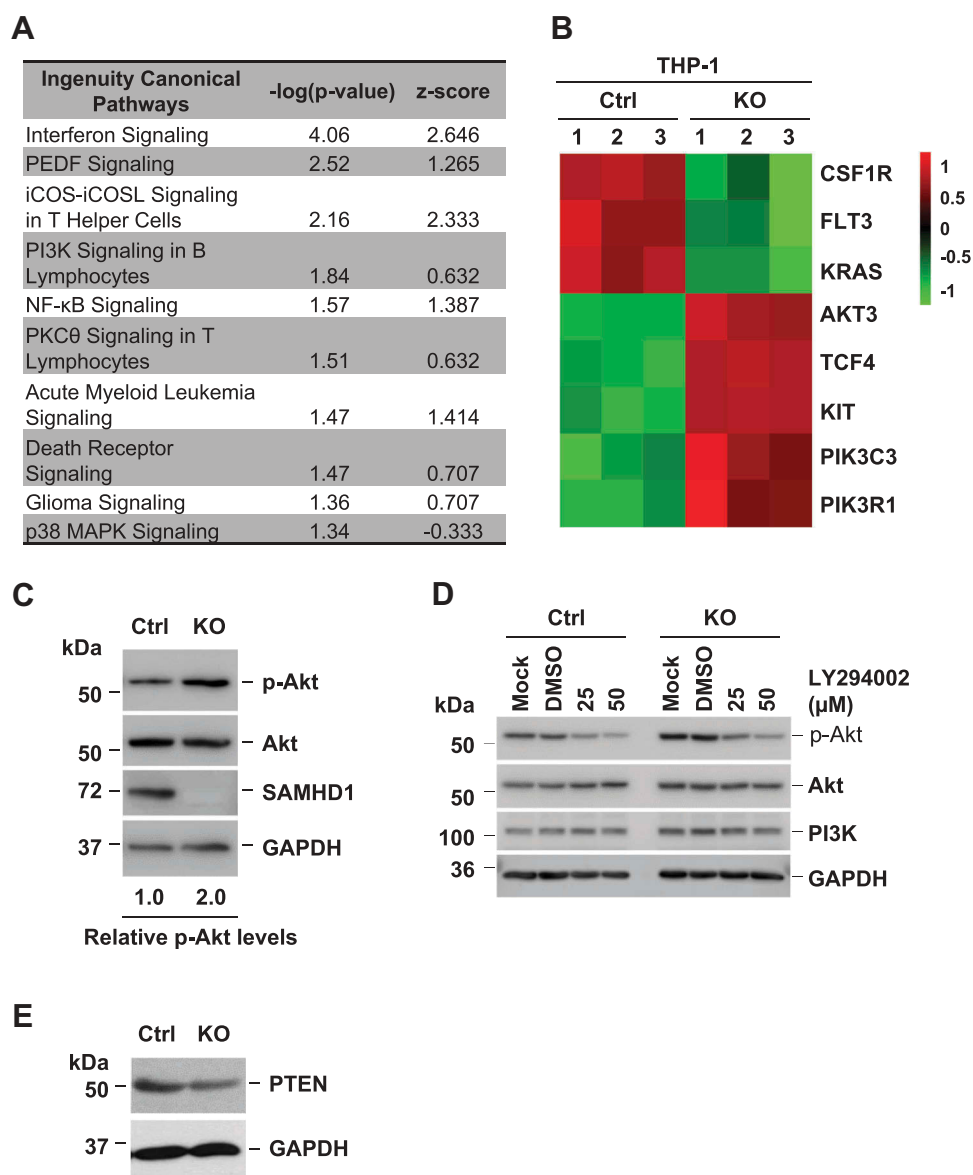 A
Ingenuity Canonical Pathways -log(p-value) z-score
Interferon Signaling 4.06 2.646
PEDF Signaling 2.52 1.265
iCOS-iCOSL Signaling
in T Helper Cells 2.16 2.333
PI3K Signaling in B
Lymphocytes 1.84 0.632
NF-κB Signaling 1.57 1.387
PKCθ Signaling in T
Lymphocytes 1.51 0.632
Acute Myeloid Leukemia
Signaling 1.47 1.414
Death Receptor
Signaling 1.47 0.707
Glioma Signaling 1.36 0.707
p38 MAPK Signaling 1.34 -0.333
B
THP-1
Ctrl KO
1 2 3 1 2 3
CSF1R
FLT3
KRAS
AKT3
TCF4
KIT
PIK3C3
PIK3R1
1
0.5
0
-0.5
-1
C
Ctrl KO
kDa
50 p-Akt
50 Akt
72 SAMHD1
37 GAPDH
1.0 2.0
Relative p-Akt levels
D
Ctrl KO
Mock DMSO 25 50 Mock DMSO 25 50 LY294002
(µM)
kDa
50 p-Akt
50 Akt
100 PI3K
36 GAPDH
E
Ctrl KO
kDa
50 PTEN
37 GAPDH